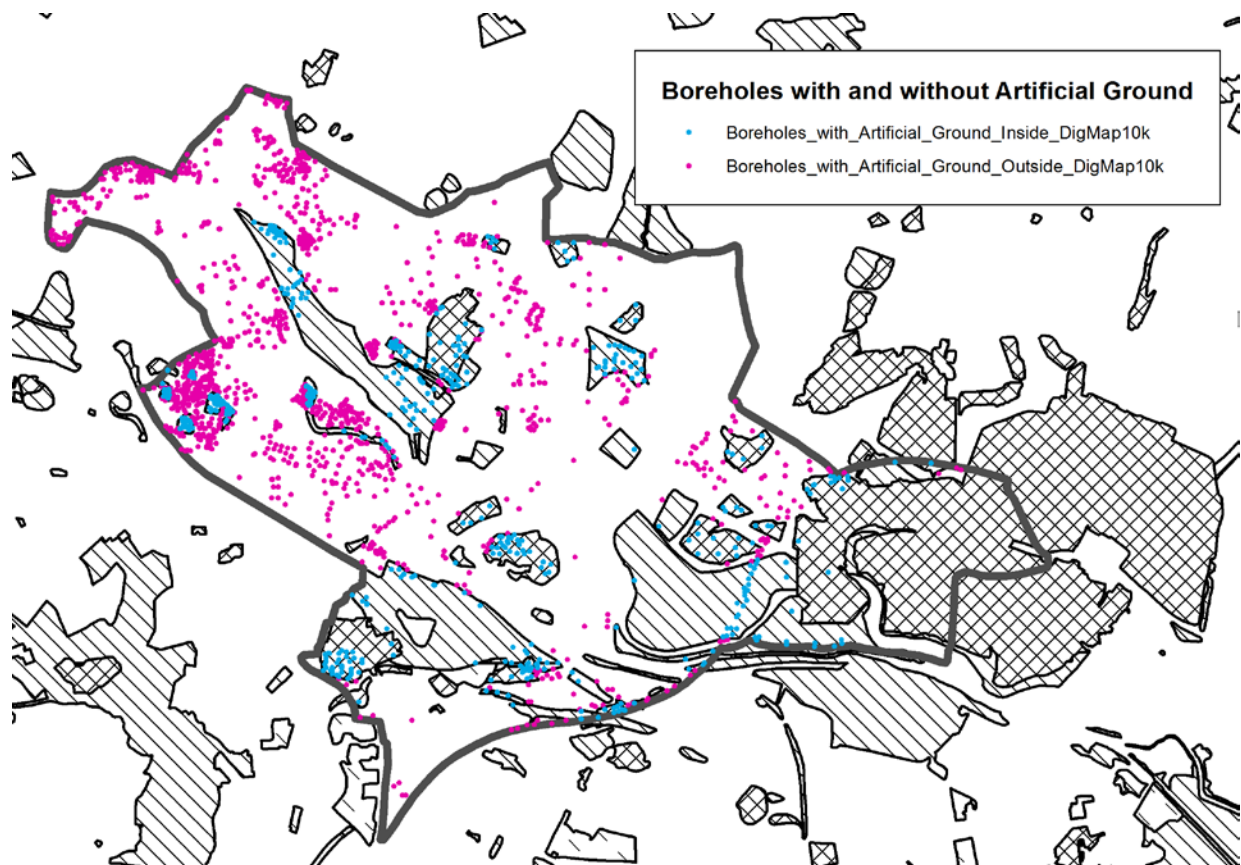 Boreholes with and without Artificial Ground
Boreholes_with_Artificial_Ground_Inside_DigMap10k
Boreholes_with_Artificial_Ground_Outside_DigMap10k